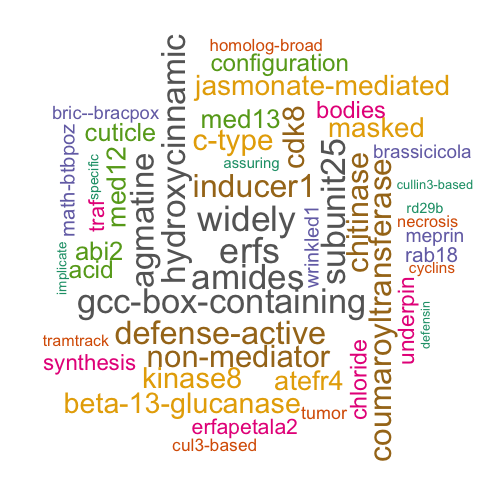 homolog-broad
configuration
hydroxycinnamic
jasmonate-mediated
bric--bracpox
med13
bodies
cuticle
masked
c-type
cdk8
math-btbpoz
brassicicola
specific
assuring
subunit25
agmatine
chitinase
med12
inducer1
cullin3-based
traf
widely
wrinkled1
coumaroyltransferase
rd29b
necrosis
meprin
abi2
erfs
rab18
implicate
acid
amides
cyclins
gcc-box-containing
underpin
defensin
defense-active
tramtrack
non-mediator
chloride
synthesis
kinase8
atefr4
beta-13-glucanase
tumor
erfapetala2
cul3-based